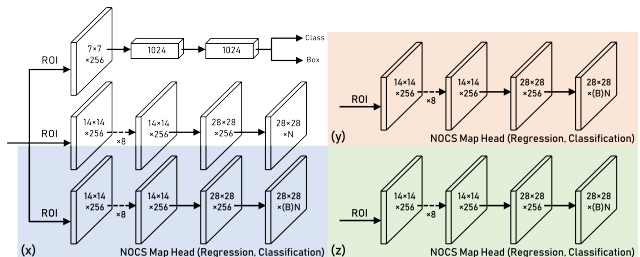 7×7
×256
1024
1024
Class
Box
ROI
14×14
×256
×8
14×14
×256
28×28
×256
28×28
×N
ROI
14×14
×256
×8
14×14
×256
28×28
×256
28×28
×(B)N
ROI
(x)
NOCS Map Head (Regression, Classification)
14×14
×256
×8
14×14
×256
28×28
×256
28×28
×(B)N
ROI
(y)
NOCS Map Head (Regression, Classification)
14×14
×256
×8
14×14
×256
28×28
×256
28×28
×(B)N
ROI
(z)
NOCS Map Head (Regression, Classification)